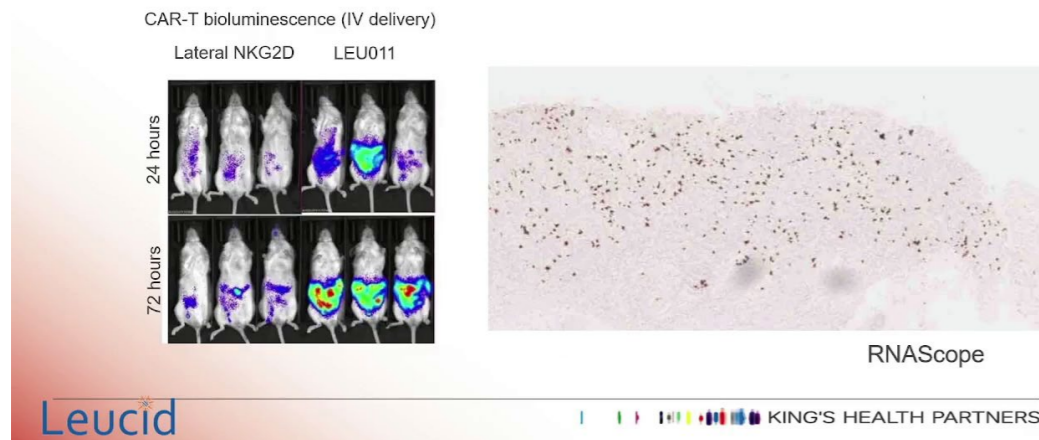 CAR-T bioluminescence (IV delivery)
Lateral NKG2D
LEU011
24 hours
72 hours
RNAScope
Leucid
KING'S HEALTH PARTNERS